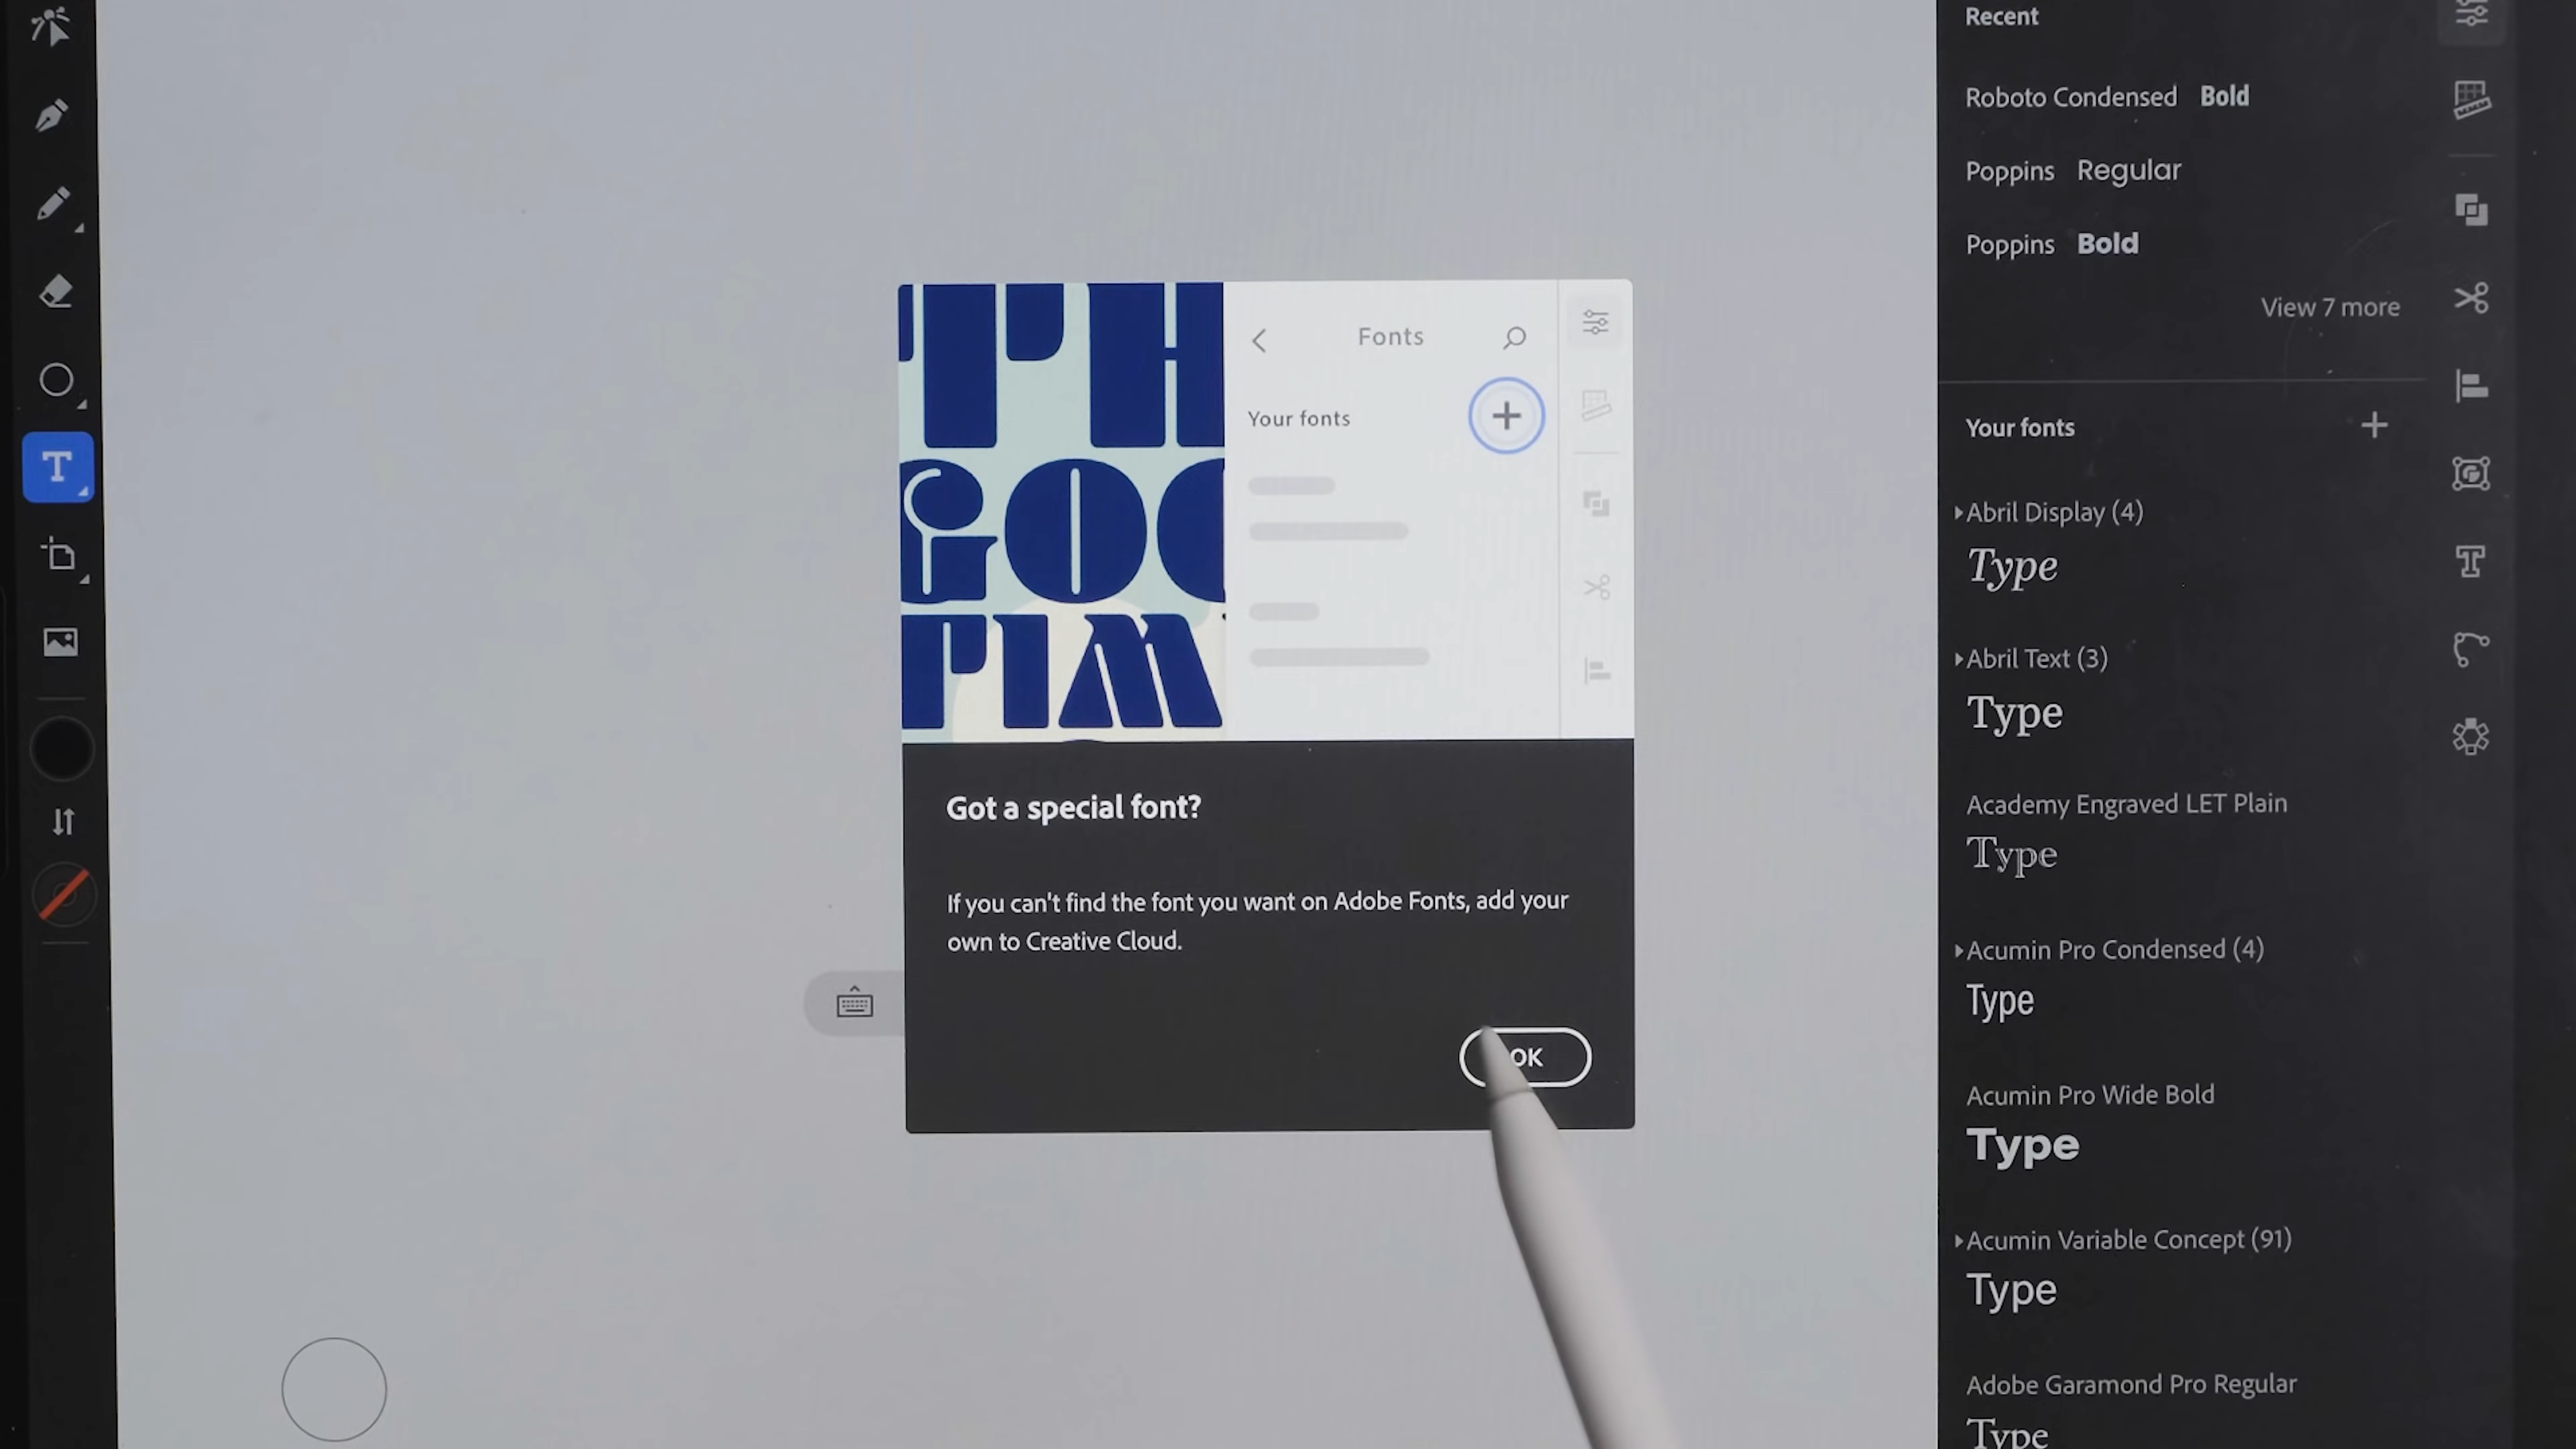 Recent
Roboto Condensed Bold
Poppins Regular
Poppins Bold
View 7 more
Your fonts
Abril Display (4)
Type
Abril Text (3)
Type
Academy Engraved LET Plain
Type
Acumin Pro Condensed (4)
Type
Acumin Pro Wide Bold
Type
Acumin Variable Concept (91)
Type
Adobe Garamond Pro Regular
Type
T
PH
GOO
TIM
Fonts
Your fonts
Got a special font?
If you can't find the font you want on Adobe Fonts, add your
own to Creative Cloud.
OK